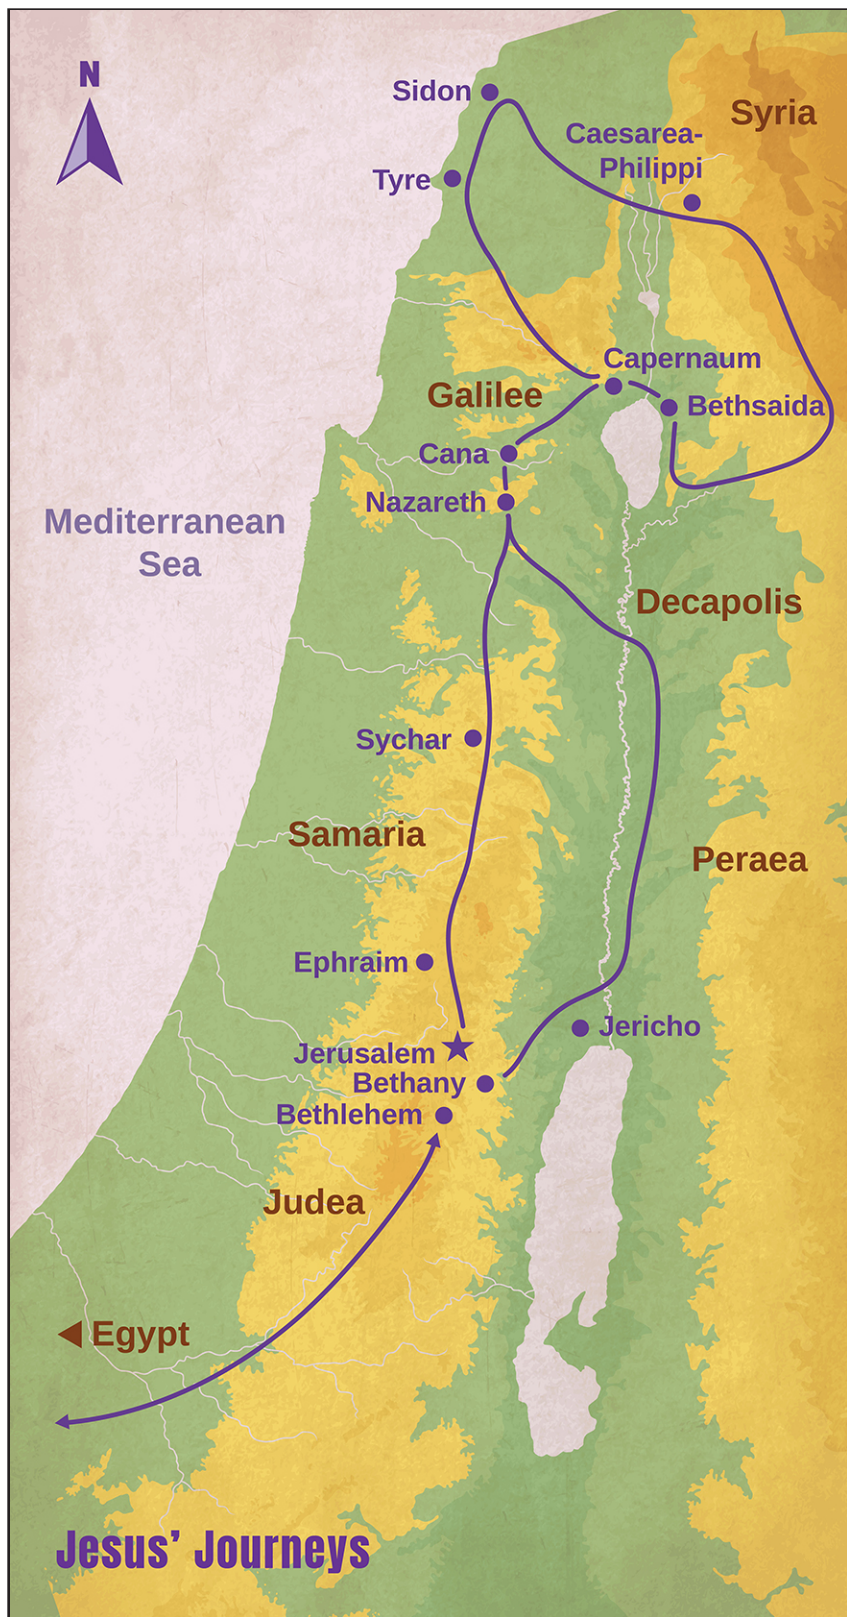 N
Sidon
Syria
Caesarea-
Philippi
Tyre
Capernaum
Galilee
Bethsaida
Cana
Nazareth
Mediterranean
Sea
Decapolis
Sychar
Samaria
Peraea
Ephraim
Jericho
Jerusalem
Bethany
Bethlehem
Judea
Egypt
Jesus’ Journeys